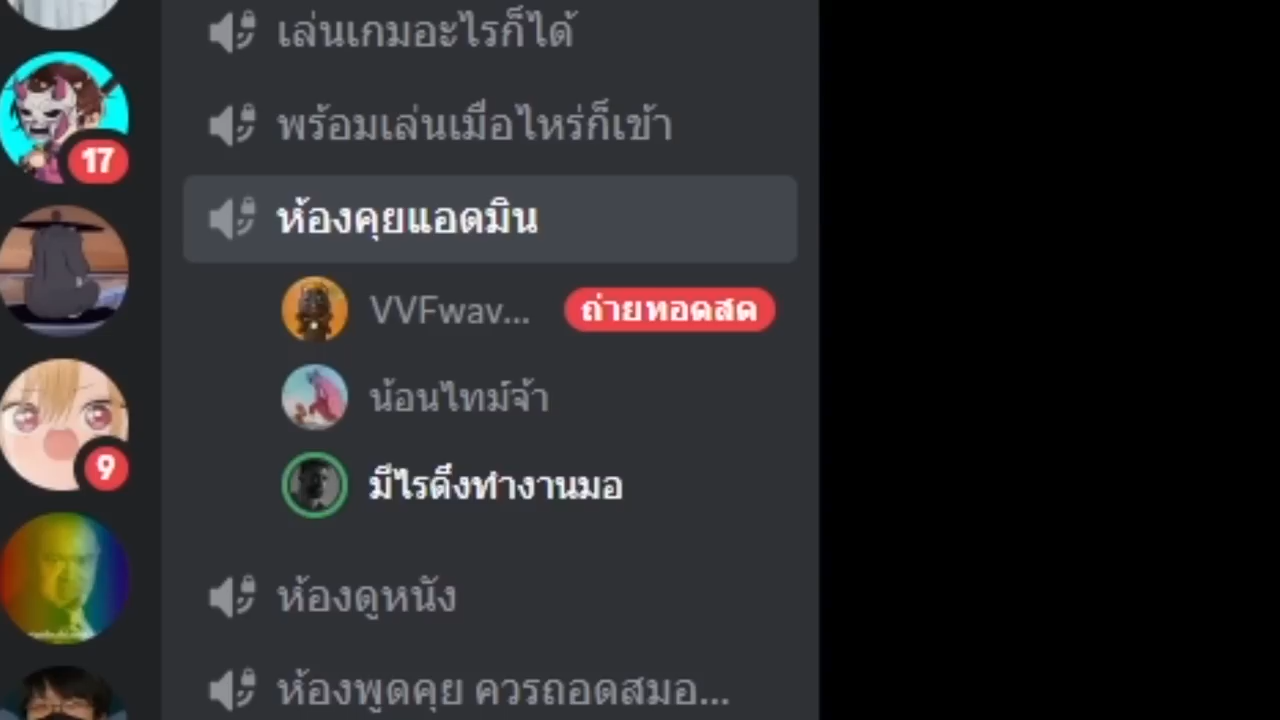 เล่นเกมอะไรก็ได้
พร้อมเล่นเมื่อไหร่ก็เข้า
17
ห้องคุยแอดมิน
VVFwav... ถ่ายทอดสด
น้อนไทม์จ้า
9
มีไรดึงทำงานมอ
ห้องดูหนัง
ห้องพูดคุย ควรถอดสมอ...